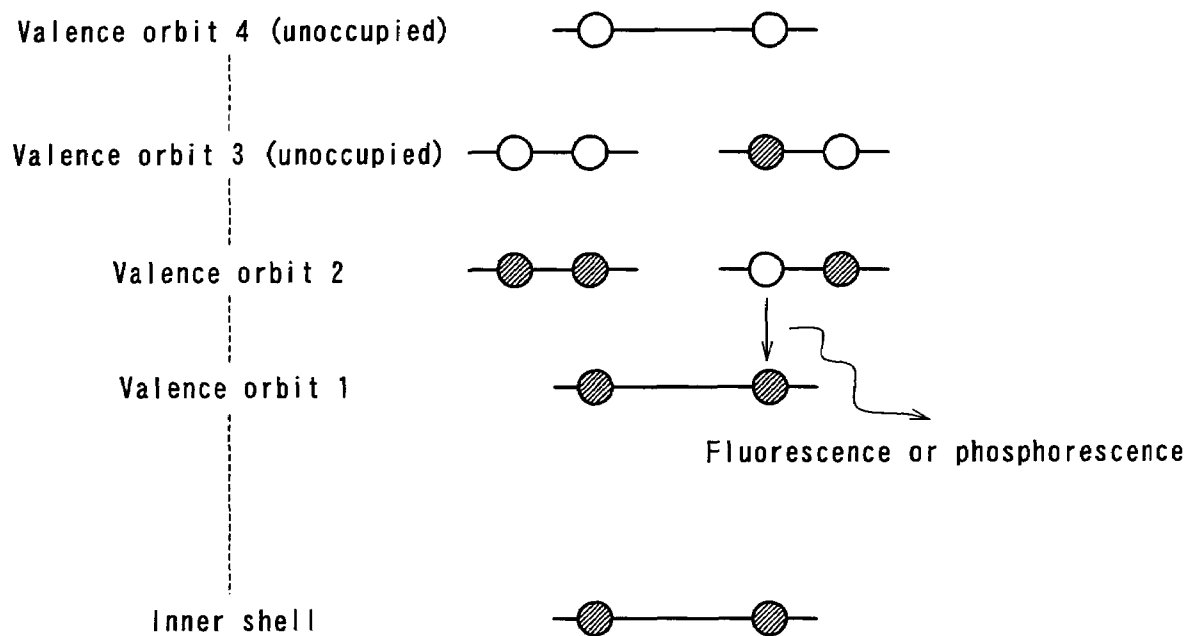 Valence orbit 4 (unoccupied)
Valence orbit 3 (unoccupied)
Valence orbit 2
Valence orbit 1
Fluorescence or phosphorescence
Inner shell